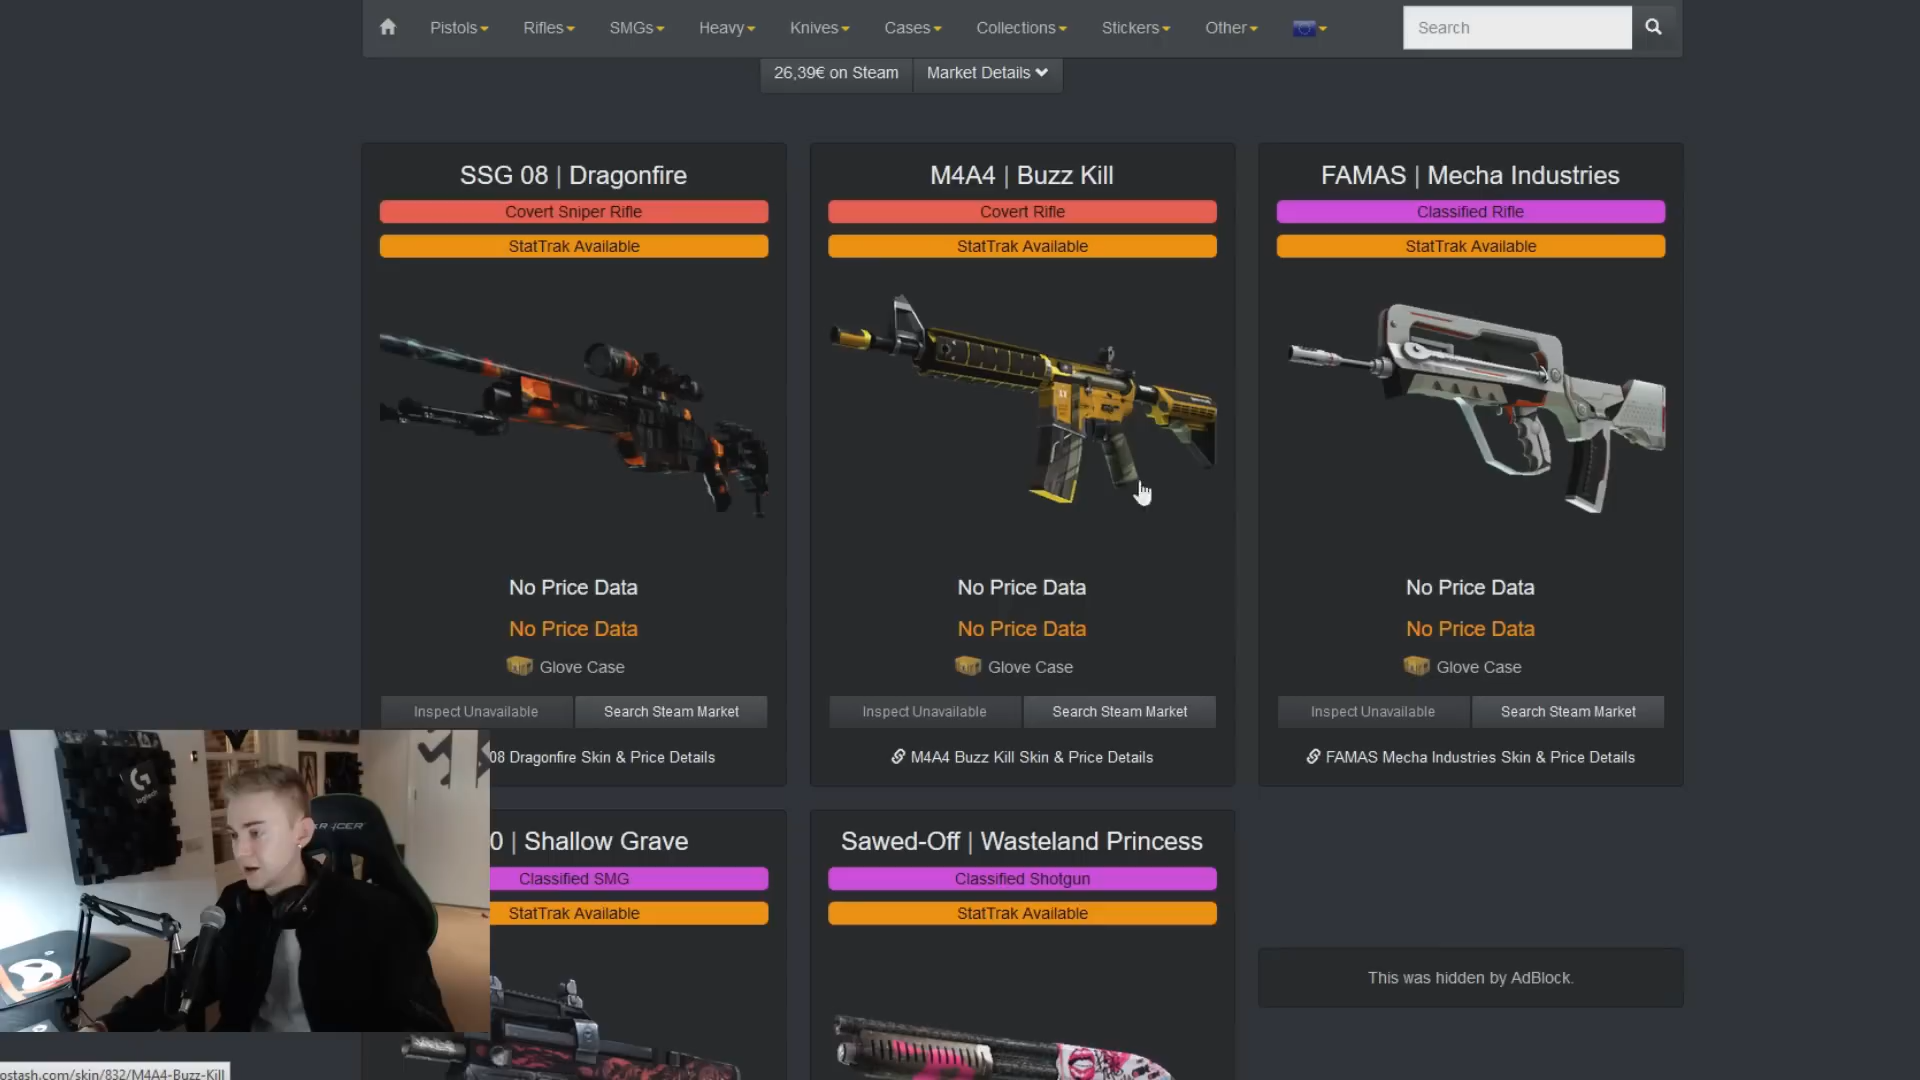 Pistols
Rifles
SMGs
Heavy
Knives
Cases
Collections
Stickers
Other
Search
26,39€ on Steam
Market Details
SSG 08 | Dragonfire
Covert Sniper Rifle
StatTrak Available
No Price Data
No Price Data
Glove Case
Inspect Unavailable
Search Steam Market
08 Dragonfire Skin & Price Details
M4A4 | Buzz Kill
Covert Rifle
StatTrak Available
No Price Data
No Price Data
Glove Case
Inspect Unavailable
Search Steam Market
M4A4 Buzz Kill Skin & Price Details
FAMAS | Mecha Industries
Classified Rifle
StatTrak Available
No Price Data
No Price Data
Glove Case
Inspect Unavailable
Search Steam Market
FAMAS Mecha Industries Skin & Price Details
0 | Shallow Grave
Classified SMG
StatTrak Available
Sawed-Off | Wasteland Princess
Classified Shotgun
StatTrak Available
This was hidden by AdBlock.
logitech
ostash.com/skin/832/M4A4-Buzz-Kill